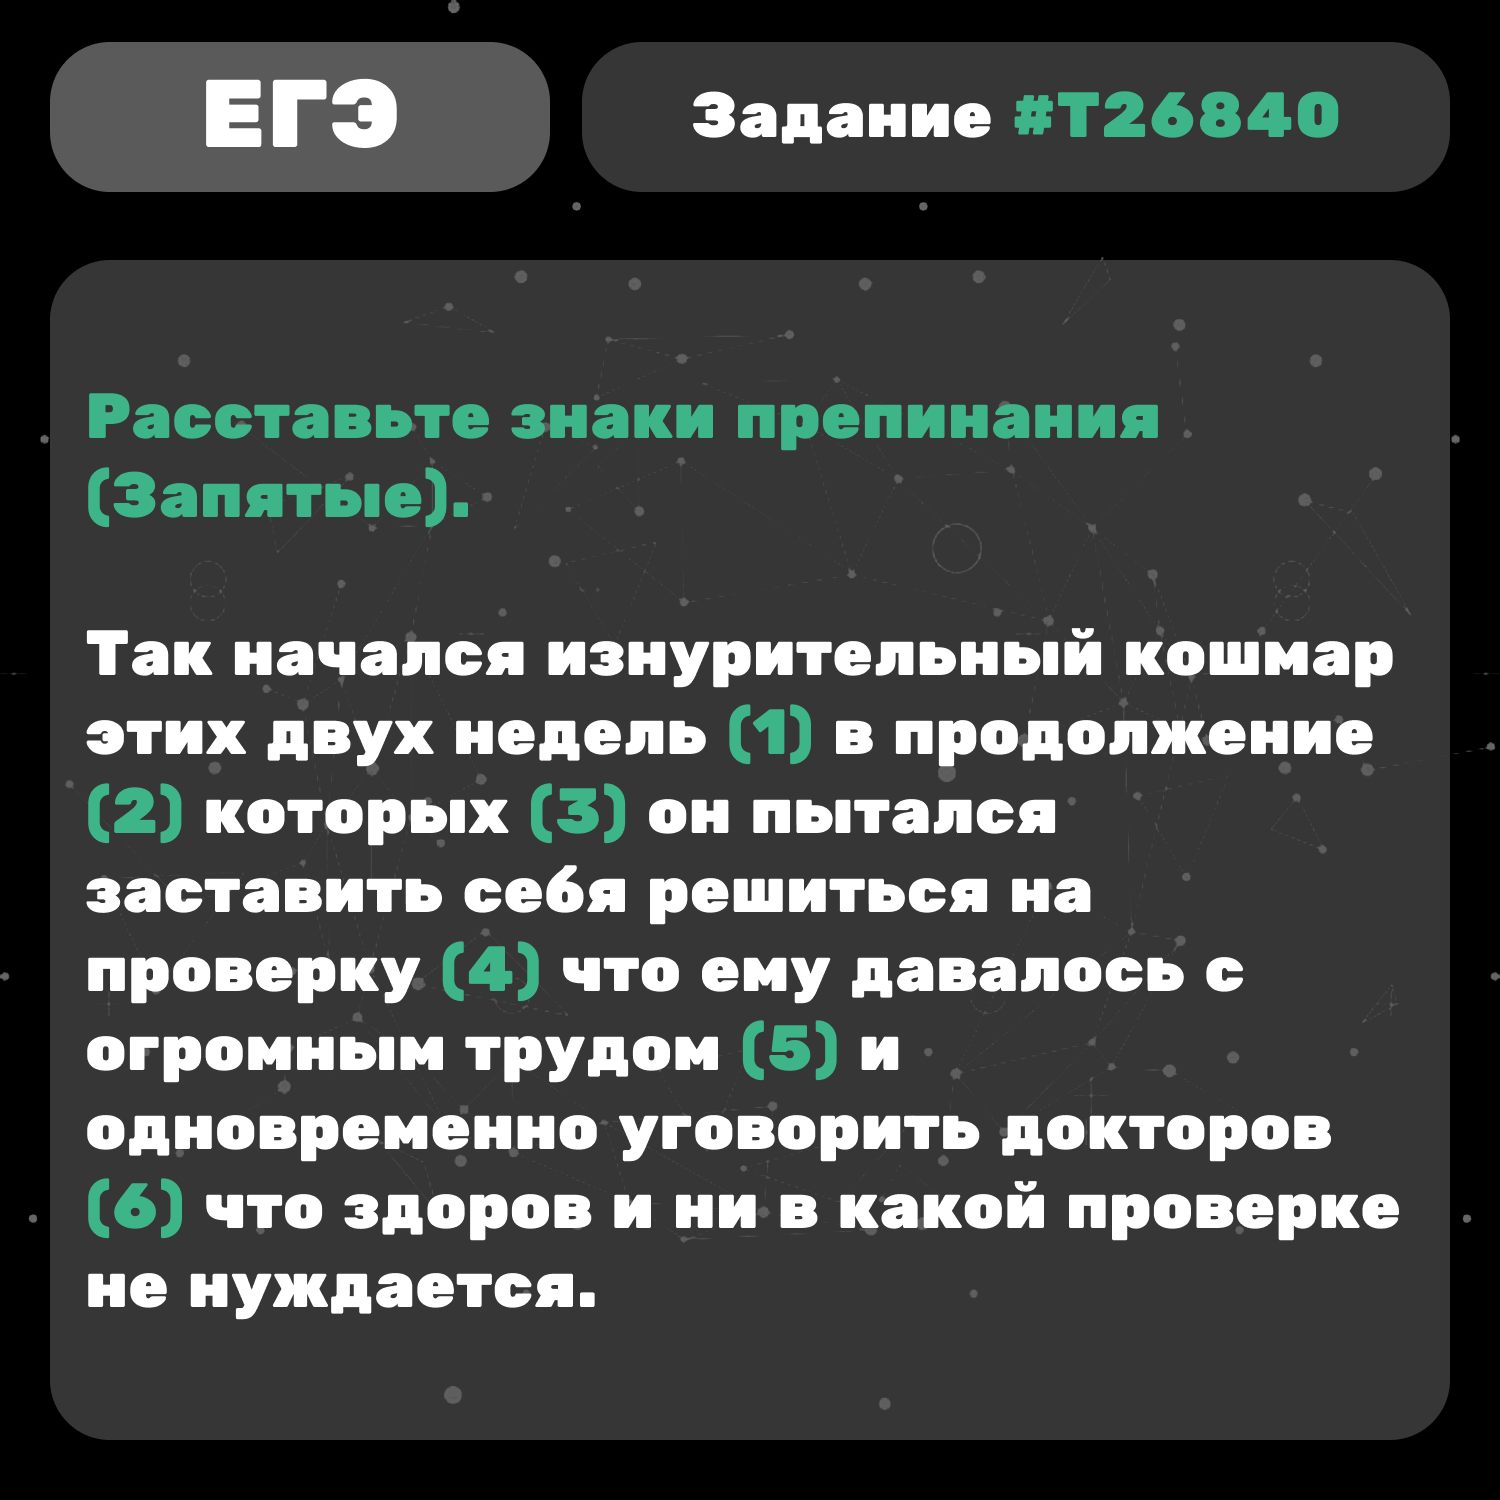 ЕГЭ
Задание #T26840
Расставьте знаки препинания
(Запятые).
Так начался изнурительный кошмар
этих двух недель (1) в продолжение
(2) которых (3) он пытался
заставить себя решиться на
проверку (4) что ему давалось с
огромным трудом (5) и
одновременно уговорить докторов
(6) что здоров и ни в какой проверке
не нуждается.